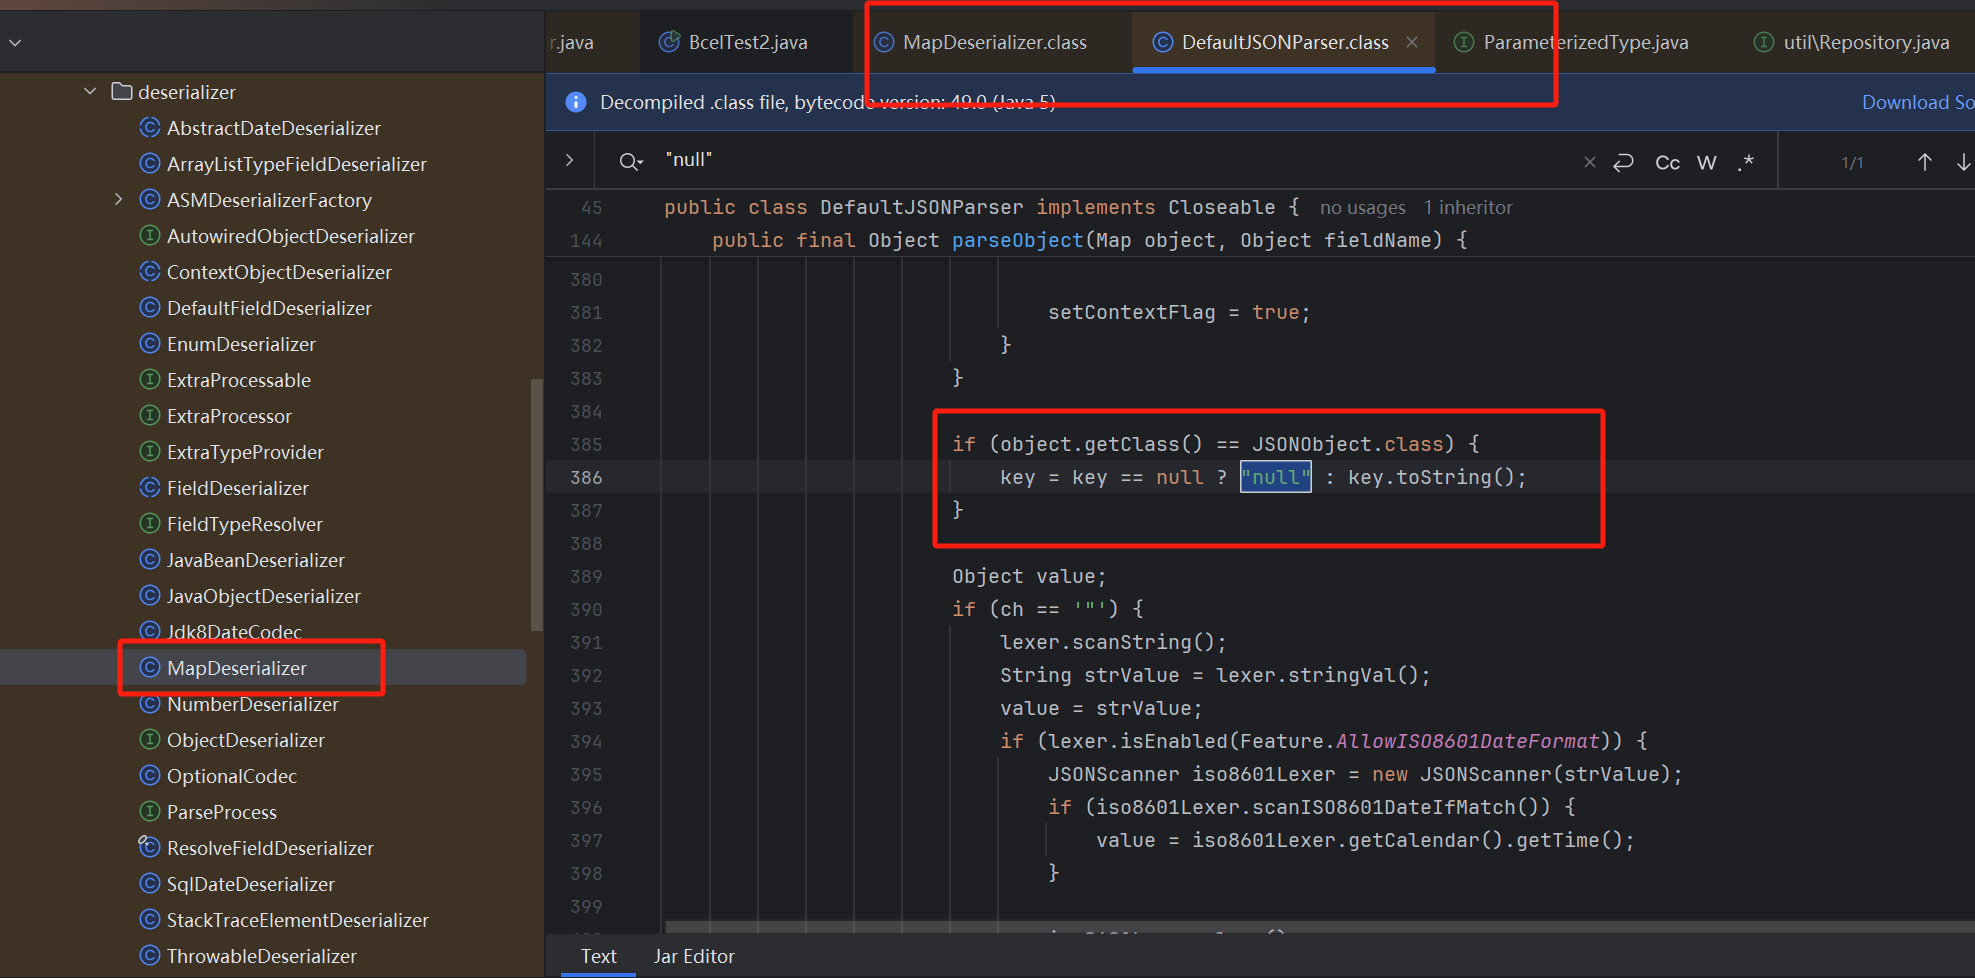 r.java
BcelTest2.java
MapDeserializer.class
DefaultJSONParser.class
ParameterizedType.java
util\Repository.java
Decompiled .class file, bytecode version: 49.0 (Java 5)
Download So
"null"
Cc
W
.*
1/1
deserializer
AbstractDateDeserializer
ArrayListTypeFieldDeserializer
ASMDeserializerFactory
AutowiredObjectDeserializer
ContextObjectDeserializer
DefaultFieldDeserializer
EnumDeserializer
ExtraProcessable
ExtraProcessor
ExtraTypeProvider
FieldDeserializer
FieldTypeResolver
JavaBeanDeserializer
JavaObjectDeserializer
Jdk8DateCodec
MapDeserializer
NumberDeserializer
ObjectDeserializer
OptionalCodec
ParseProcess
ResolveFieldDeserializer
SqlDateDeserializer
StackTraceElementDeserializer
ThrowableDeserializer
45 public class DefaultJSONParser implements Closeable { no usages 1 inheritor
144 public final Object parseObject(Map object, Object fieldName) {
380
381 setContextFlag = true;
382 }
383 }
384
385 if (object.getClass() == JSONObject.class) {
386 key = key == null ? "null" : key.toString();
387 }
388
389 Object value;
390 if (ch == '"') {
391 lexer.scanString();
392 String strValue = lexer.stringVal();
393 value = strValue;
394 if (lexer.isEnabled(Feature.AllowISO8601DateFormat)) {
395 JSONScanner iso8601Lexer = new JSONScanner(strValue);
396 if (iso8601Lexer.scanISO8601DateIfMatch()) {
397 value = iso8601Lexer.getCalendar().getTime();
398 }
399
Text
Jar Editor